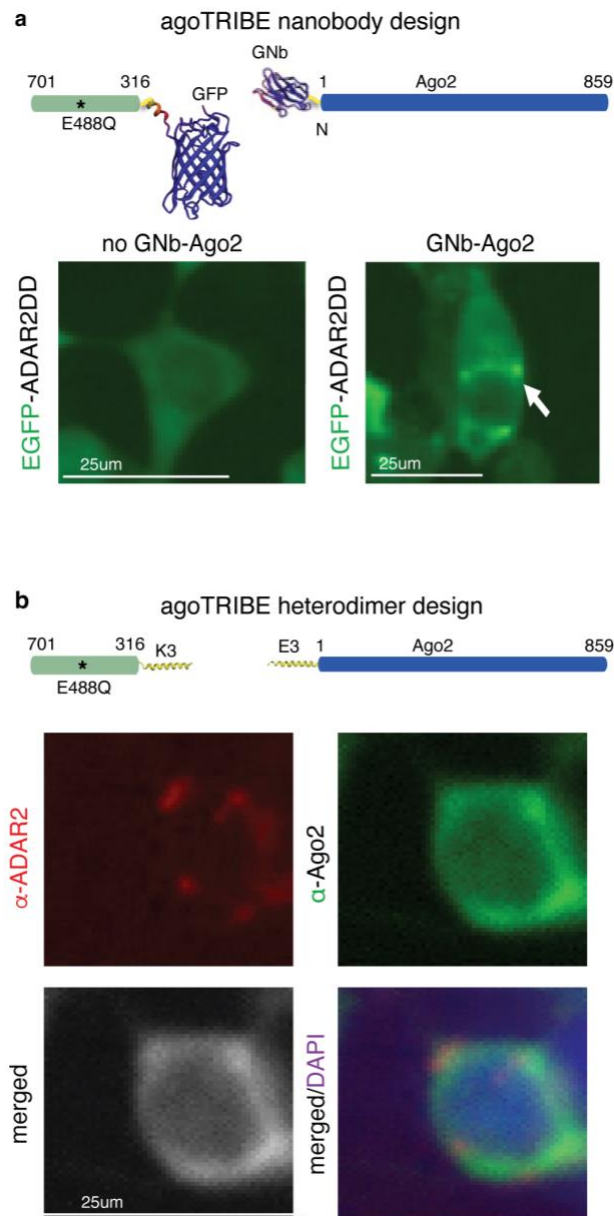 a
agoTRIBE nanobody design
701 316 GFP GNb 1 Ago2 859
*
E488Q
N
no GNb-Ago2 GNb-Ago2
EGFP-ADAR2DD
25um
EGFP-ADAR2DD
25um
b
agoTRIBE heterodimer design
701 316 K3 E3 1 Ago2 859
*
E488Q
α-ADAR2
α-Ago2
merged
25um
merged/DAPI